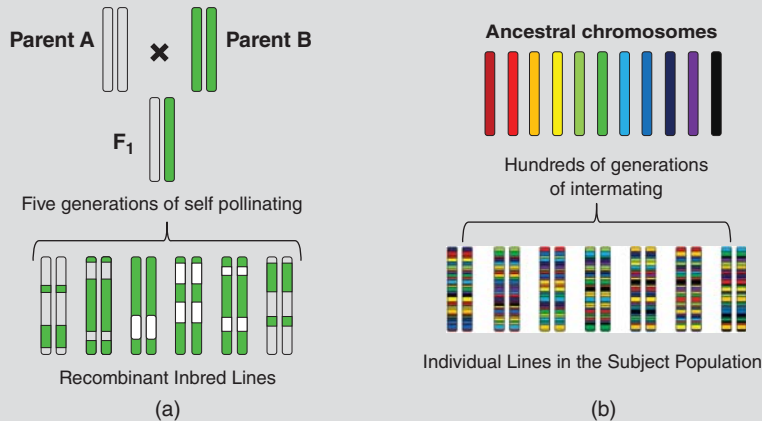 Parent A
×
Parent B
F₁
Five generations of self pollinating
Recombinant Inbred Lines
(a)
Ancestral chromosomes
Hundreds of generations
of intermating
Individual Lines in the Subject Population
(b)